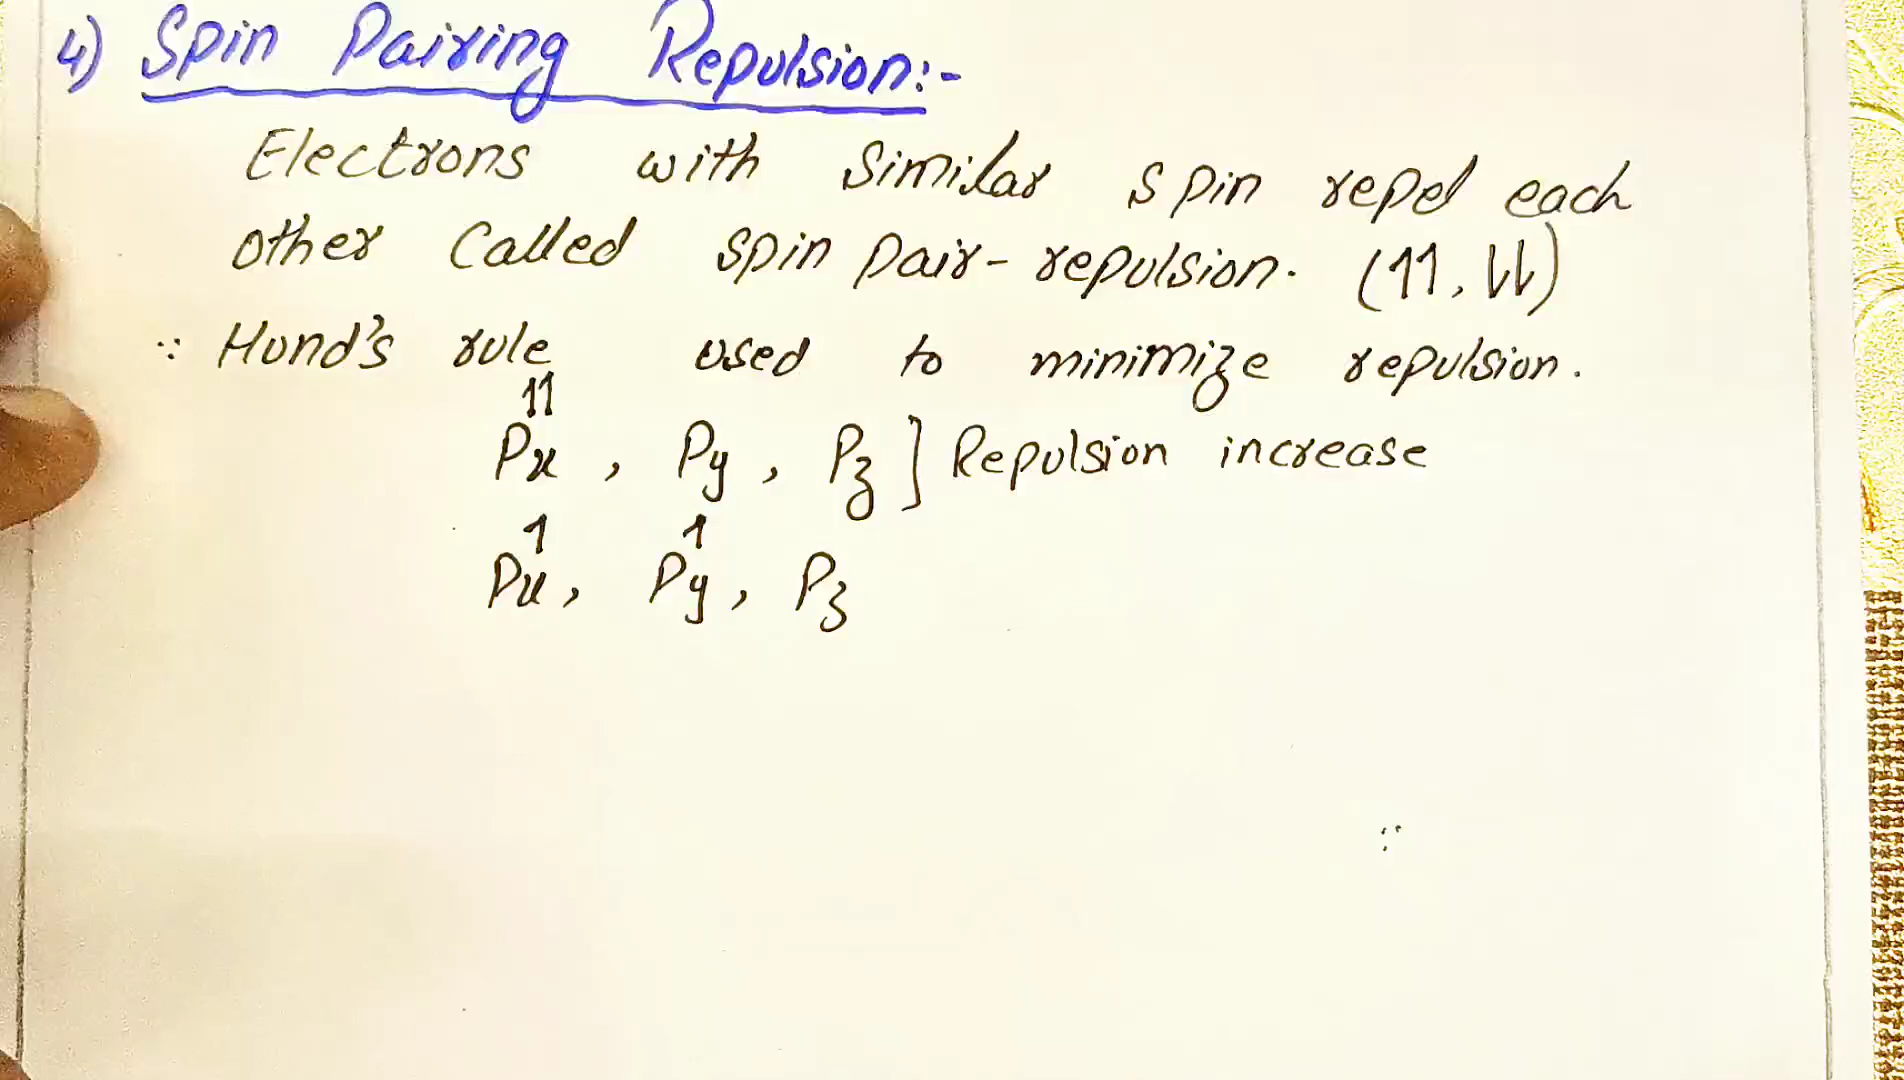 4) Spin Pairing Repulsion:-
Electrons with Similar Spin repel each
other Called spin pair-repulsion. (↿↿, ⇂⇂)
∵ Hund's rule used to minimize repulsion.
↿↿
Px , Py , Pz ] Repulsion increase
↿ ↿
Px, Py, Pz